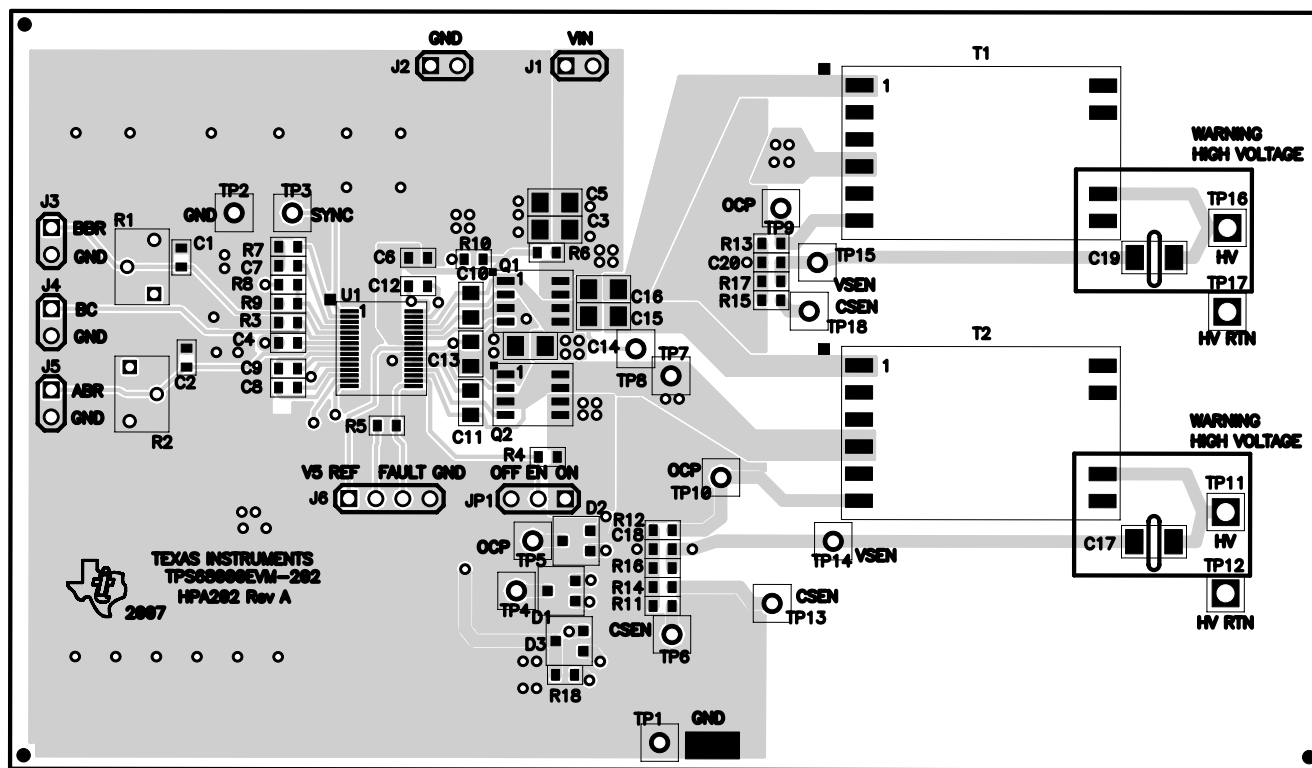 GND
J2
VIN
J1
T1
1
WARNING
HIGH VOLTAGE
J3
BBR
GND
R1
TP2
GND
TP3
SYNC
C1
C5
C3
OCP
TP9
TP16
HV
R7
C7
R8
R9
R3
C4
C9
C8
C6
C12
R10
R6
C10
Q1
1
R13
C20
R17
R15
TP15
VSEN
CSEN
TP18
C19
TP17
HV RTN
J4
BC
GND
U1
1
C16
C15
C13
C14
TP8
TP7
T2
1
J5
ABR
GND
C2
R2
1
Q2
C11
R5
R4
WARNING
HIGH VOLTAGE
V5 REF FAULT GND
J6
OFF EN ON
JP1
OCP
TP10
TP11
HV
D2
OCP
TP5
R12
C18
R16
R14
R11
TP14
VSEN
C17
TP12
HV RTN
TEXAS INSTRUMENTS
TPS68000EVM-202
HPA202 Rev A
2007
TP4
D1
CSEN
TP13
D3
CSEN
TP6
R18
TP1
GND